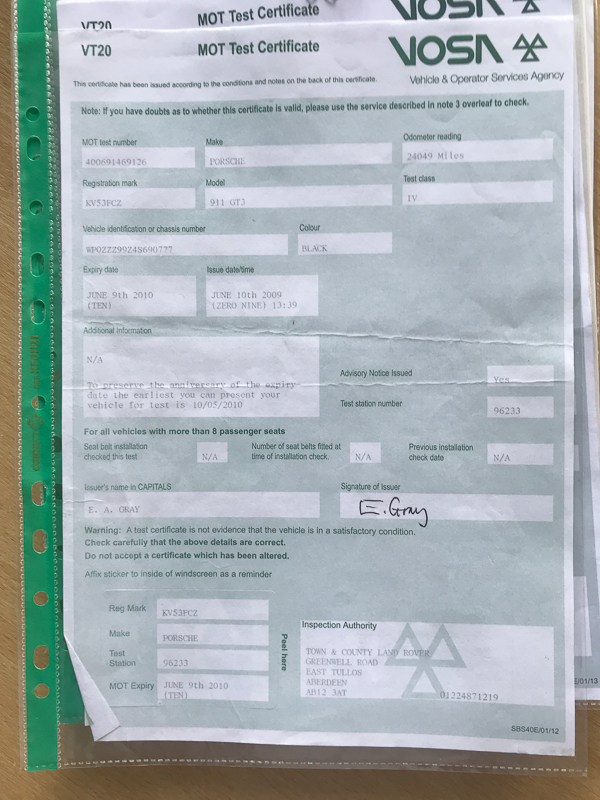 VT20
MOT Test Certificate
VOSA
VT20
MOT Test Certificate
VOSA
This certificate has been issued according to the conditions and notes on the back of this certificate.
Vehicle & Operator Services Agency
Note: If you have doubts as to whether this certificate is valid, please use the service described in note 3 overleaf to check.
MOT test number
Make
Odometer reading
400691469126
PORSCHE
24049 Miles
Registration mark
Model
Test class
KV53FCZ
911 GT3
IV
Vehicle identification or chassis number
Colour
WP0ZZZ99Z4S690777
BLACK
Expiry date
Issue date/time
JUNE 9th 2010
(TEN)
JUNE 10th 2009
(ZERO NINE) 13:39
Additional Information
N/A
To preserve the anniversary of the expiry
date the earliest you can present your
vehicle for test is 10/05/2010
Advisory Notice Issued
Yes
Test station number
96233
For all vehicles with more than 8 passenger seats
Seat belt installation
checked this test
N/A
Number of seat belts fitted at
time of installation check.
N/A
Previous installation
check date
N/A
Issuer's name in CAPITALS
Signature of Issuer
E. A. GRAY
E. Gray
Warning: A test certificate is not evidence that the vehicle is in a satisfactory condition.
Check carefully that the above details are correct.
Do not accept a certificate which has been altered.
Affix sticker to inside of windscreen as a reminder
Reg Mark
KV53FCZ
Make
PORSCHE
Test
Station
96233
MOT Expiry
JUNE 9th 2010
(TEN)
Peel here
Inspection Authority
TOWN & COUNTY LAND ROVER
GREENWELL ROAD
EAST TULLOS
ABERDEEN
AB12 3AT
01224871219
SBS40E/01/12
E/01/13